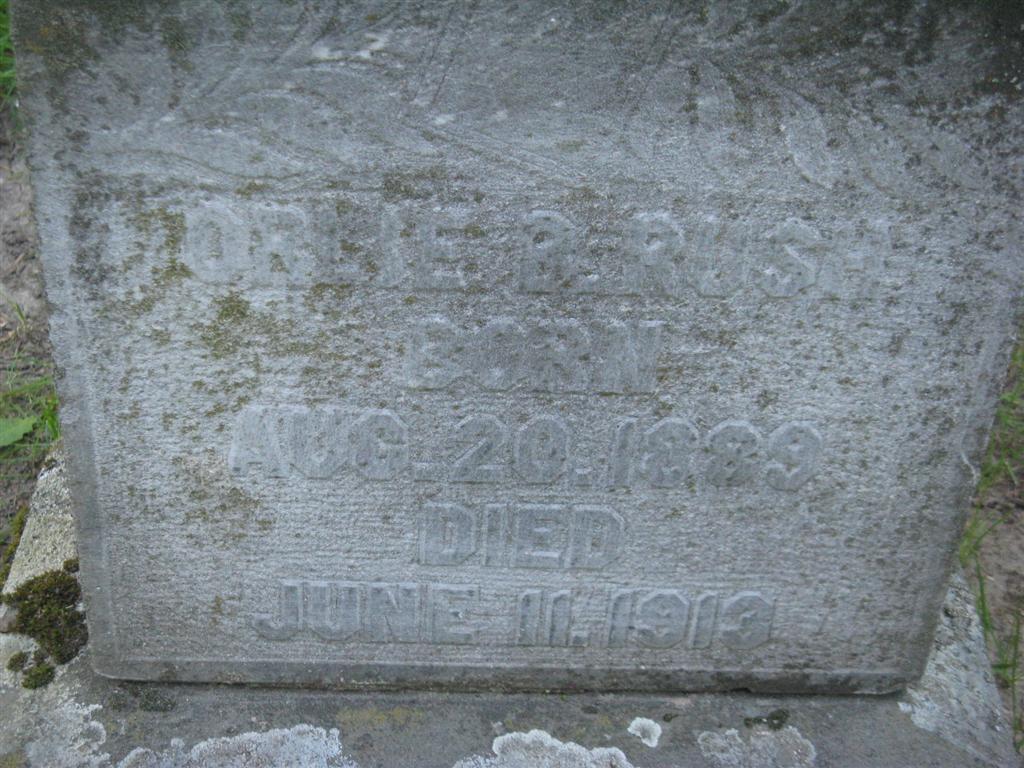 ORLIE B. RUSH
BORN
AUG. 20. 1889
DIED
JUNE 11. 1913